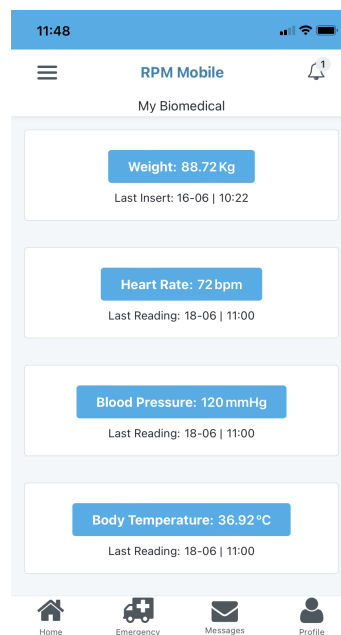 11:48
RPM Mobile
1
My Biomedical
Weight: 88.72 Kg
Last Insert: 16-06 | 10:22
Heart Rate: 72 bpm
Last Reading: 18-06 | 11:00
Blood Pressure: 120 mmHg
Last Reading: 18-06 | 11:00
Body Temperature: 36.92 °C
Last Reading: 18-06 | 11:00
Home Emergency Messages Profile